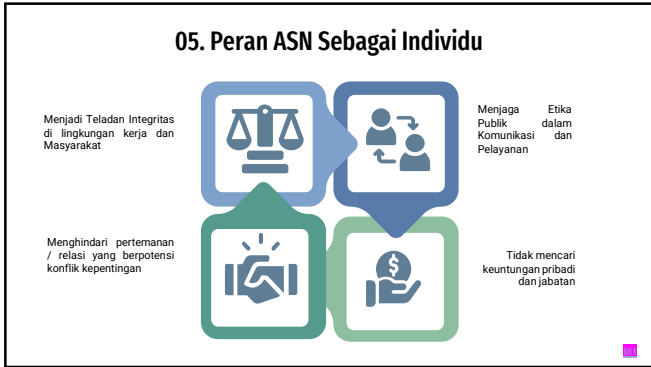 05. Peran ASN Sebagai Individu
Menjadi Teladan Integritas
di lingkungan kerja dan
Masyarakat
Menjaga Etika
Publik dalam
Komunikasi dan
Pelayanan
Menghindari pertemanan
/ relasi yang berpotensi
konflik kepentingan
Tidak mencari
keuntungan pribadi
dan jabatan
$